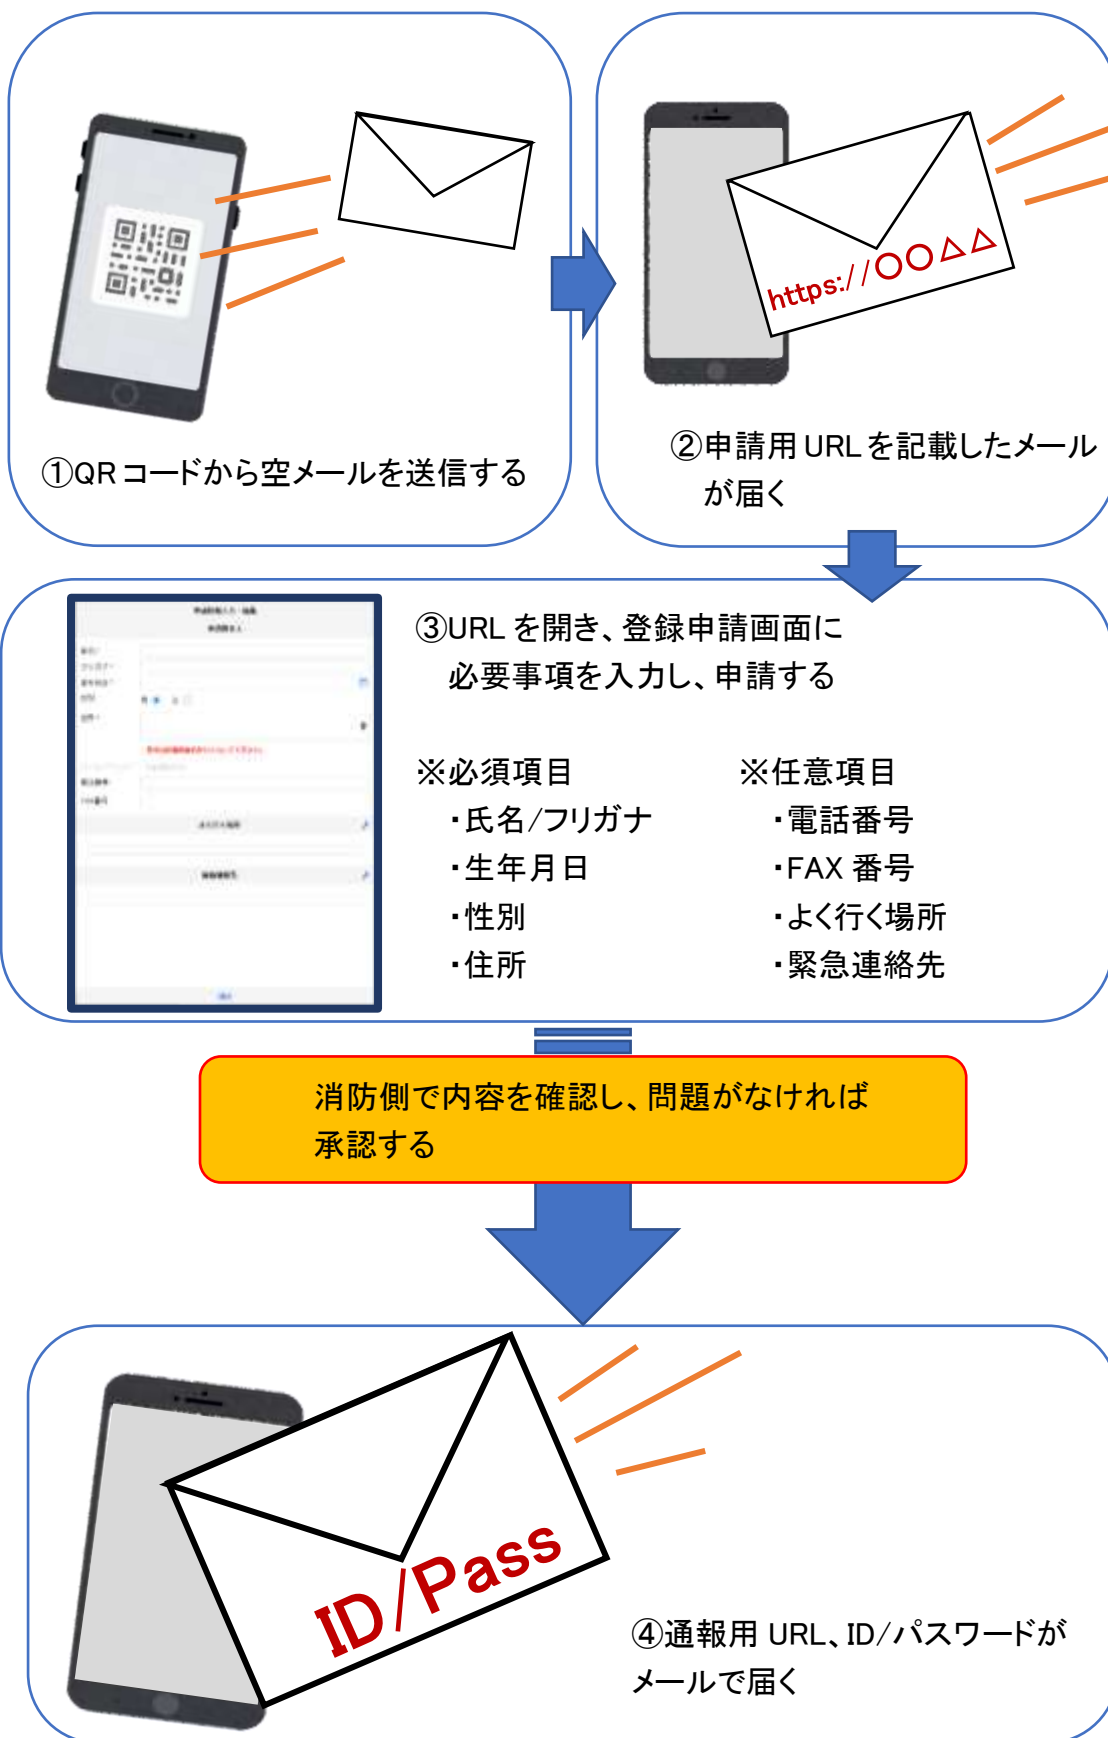 https://〇〇△△
①QRコードから空メールを送信する
②申請用URLを記載したメール
が届く
③URLを開き、登録申請画面に
必要事項を入力し、申請する
※必須項目
・氏名/フリガナ
・生年月日
・性別
・住所
※任意項目
・電話番号
・FAX番号
・よく行く場所
・緊急連絡先
消防側で内容を確認し、問題がなければ
承認する
ID/Pass
④通報用 URL、ID/パスワードが
メールで届く